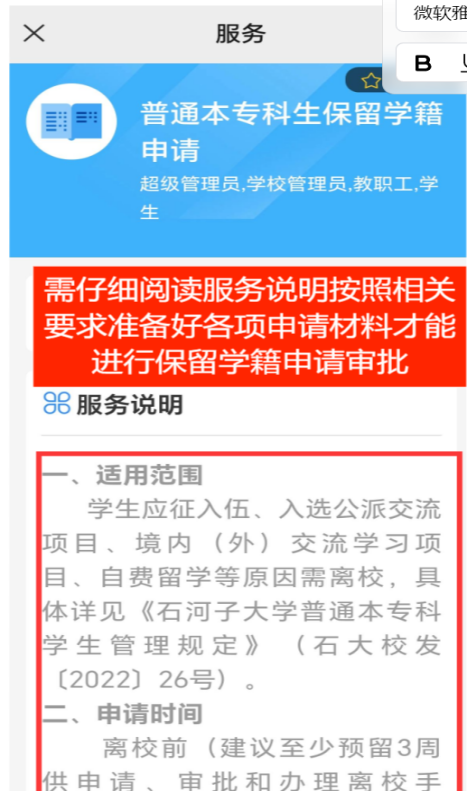 微软雅
服务
B
普通本专科生保留学籍
申请
超级管理员,学校管理员,教职工,学
生
需仔细阅读服务说明按照相关
要求准备好各项申请材料才能
进行保留学籍申请审批
服务说明
一、适用范围
学生应征入伍、入选公派交流
项目、境内（外）交流学习项
目、自费留学等原因需离校，具
体详见《石河子大学普通本专科
学生管理规定》（石大校发
〔2022〕26号）。
二、申请时间
离校前（建议至少预留3周
供申请、审批和办理离校手